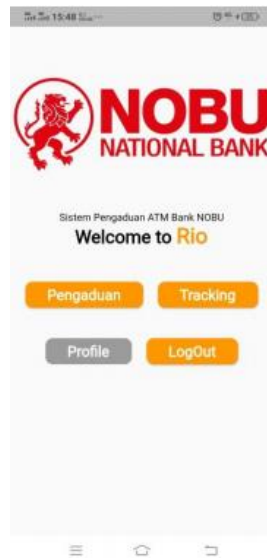 15:48
NOBU
NATIONAL BANK
Sistem Pengaduan ATM Bank NOBU
Welcome to Rio
Pengaduan Tracking
Profile LogOut